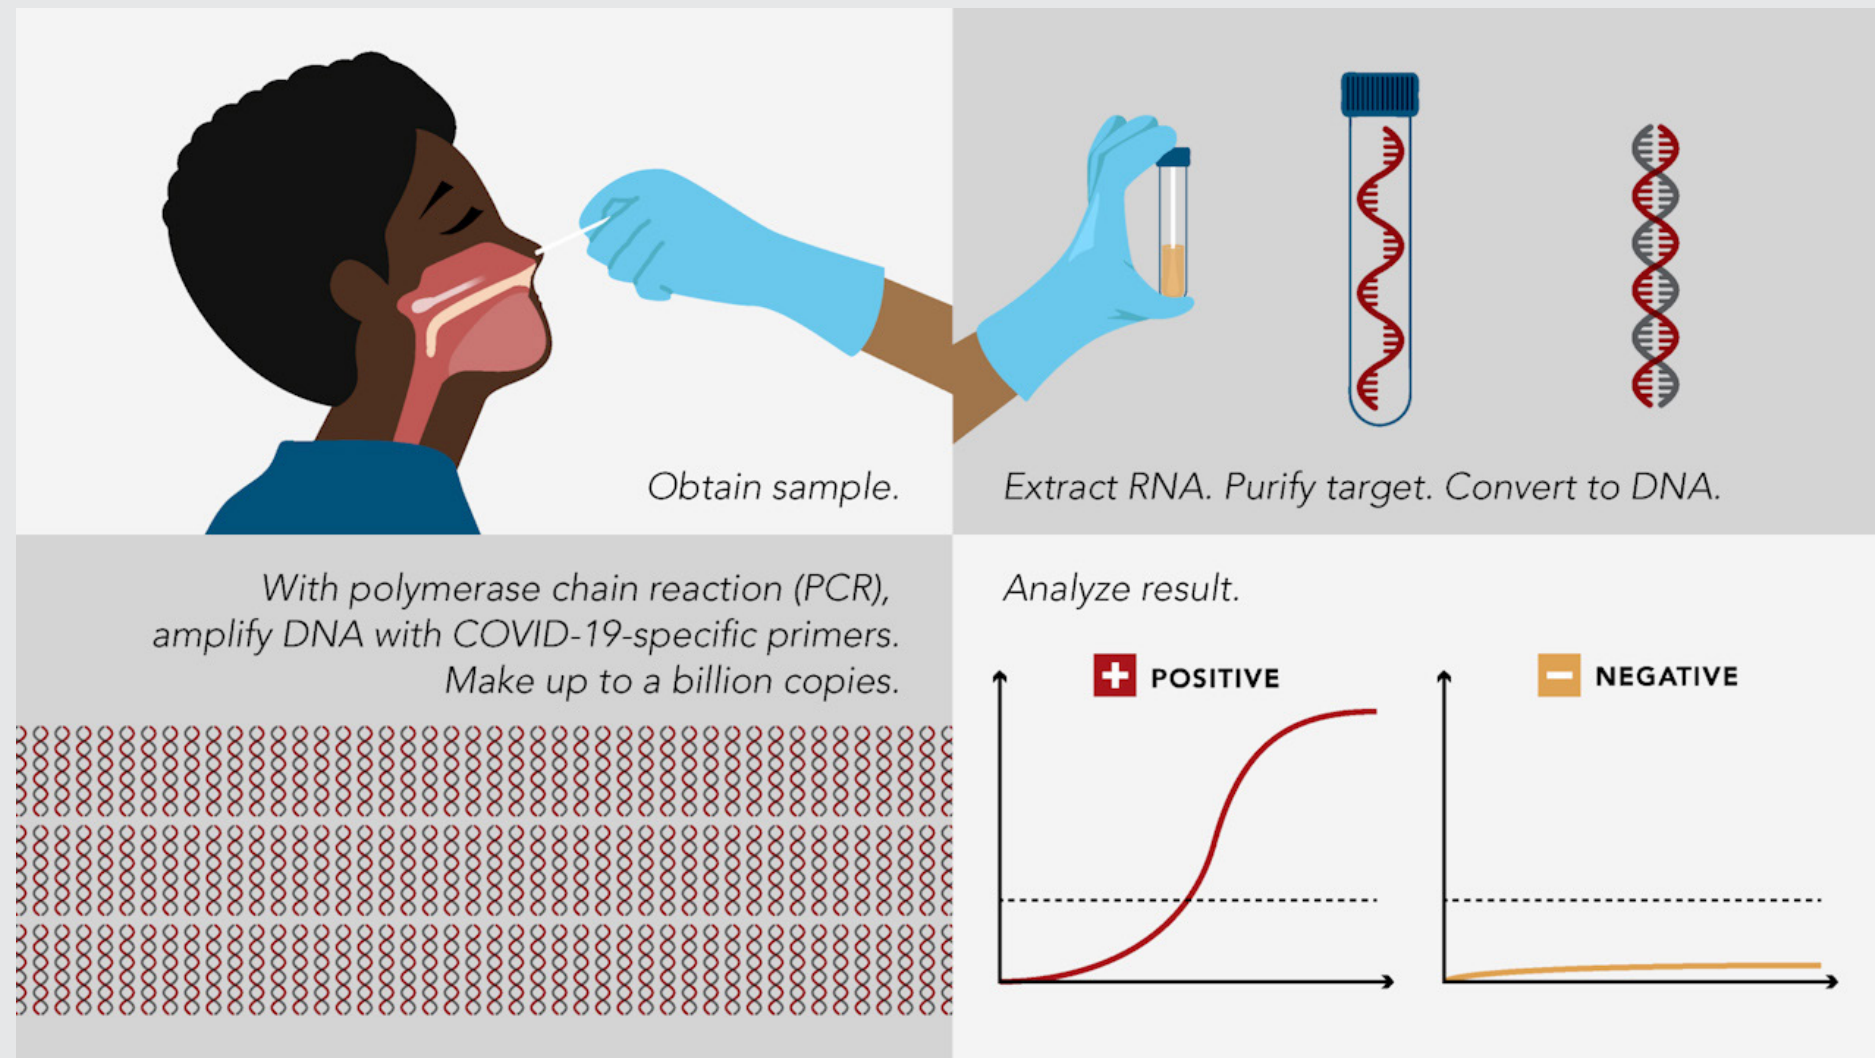 Obtain sample.
Extract RNA. Purify target. Convert to DNA.
With polymerase chain reaction (PCR),
amplify DNA with COVID-19-specific primers.
Make up to a billion copies.
Analyze result.
POSITIVE
NEGATIVE